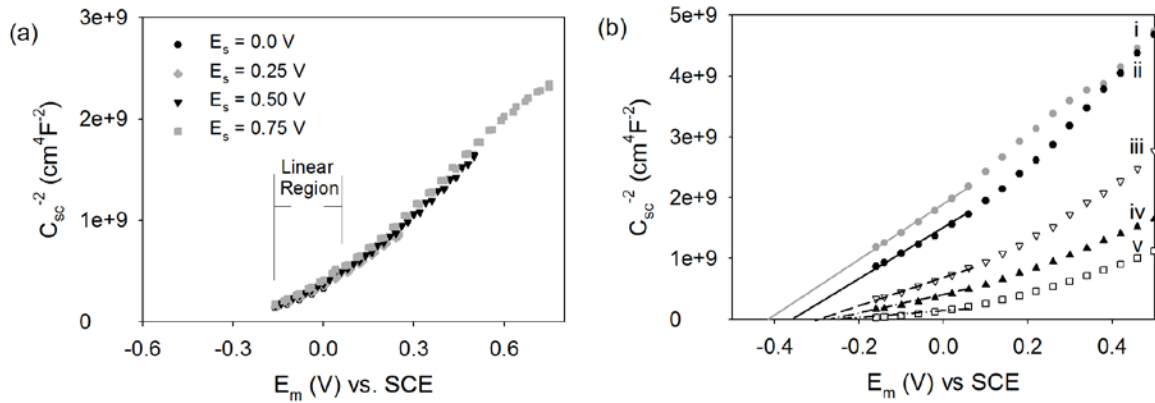 (a)
3e+9
2e+9
1e+9
0
C_sc^-2 (cm^4F^-2)
E_s = 0.0 V
E_s = 0.25 V
E_s = 0.50 V
E_s = 0.75 V
Linear
Region
-0.6 -0.3 0.0 0.3 0.6
E_m (V) vs. SCE
(b)
5e+9
4e+9
3e+9
2e+9
1e+9
0
C_sc^-2 (cm^4F^-2)
i
ii
iii
iv
v
-0.4 -0.2 0.0 0.2 0.4
E_m (V) vs SCE